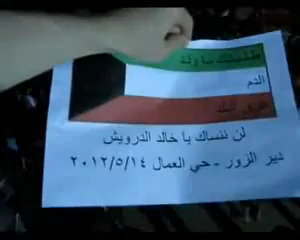 الدم
لن ننساك يا خالد الدرويش
دير الزور - حي العمال ٢٠١٢/٥/١٤